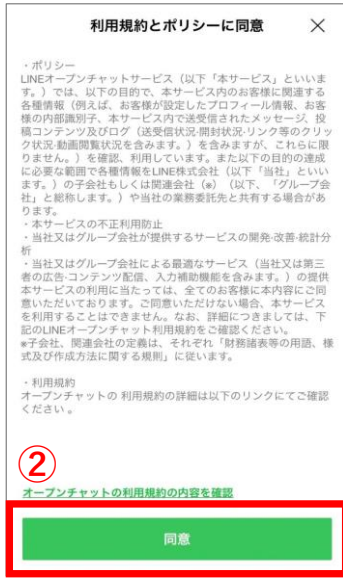 利用規約とポリシーに同意 ×
・ポリシー
LINEオープンチャットサービス（以下「本サービス」といいま
す。）では、以下の目的で、本サービス内のお客様に関連する
各種情報（例えば、お客様が設定したプロフィール情報、お客
様の内部識別子、本サービス内で送受信されたメッセージ、投
稿コンテンツ及びログ（送受信状況·開封状況·リンク等のクリッ
ク状況·動画閲覧状況を含みます。）を含みますが、これらに限
りません。）を確認、利用しています。また以下の目的の達成
に必要な範囲で各種情報をLINE株式会社（以下「当社」といい
ます。）の子会社もしくは関連会社（※）（以下、「グループ会
社」と総称します。）や当社の業務委託先と共有する場合があ
ります。
・本サービスの不正利用防止
・当社又はグループ会社が提供するサービスの開発·改善·統計分
析
・当社又はグループ会社による最適なサービス（当社又は第三
者の広告·コンテンツ配信、入力補助機能を含みます。）の提供
本サービスの利用に当たっては、全てのお客様に本内容にご同
意いただいております。ご同意いただけない場合、本サービス
を利用することはできません。なお、詳細につきましては、下
記のLINEオープンチャット利用規約をご確認ください。
※子会社、関連会社の定義は、それぞれ「財務諸表等の用語、様
式及び作成方法に関する規則」に従います。
・利用規約
オープンチャットの 利用規約の詳細は以下のリンクにてご確認
ください 。
②
オープンチャットの利用規約の内容を確認
同意